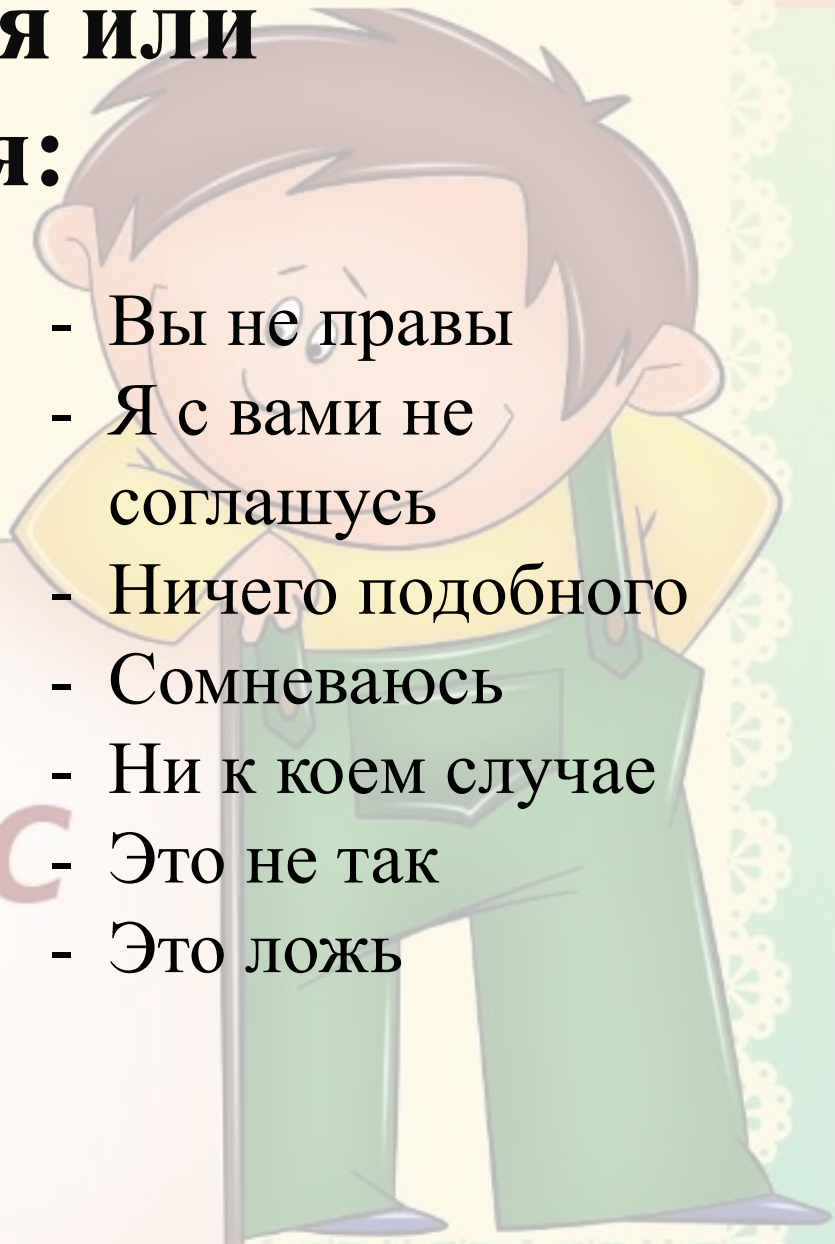 я или
я:
- Вы не правы
- Я с вами не
соглашусь
- Ничего подобного
- Сомневаюсь
- Ни к коем случае
С
- Это не так
- Это ложь